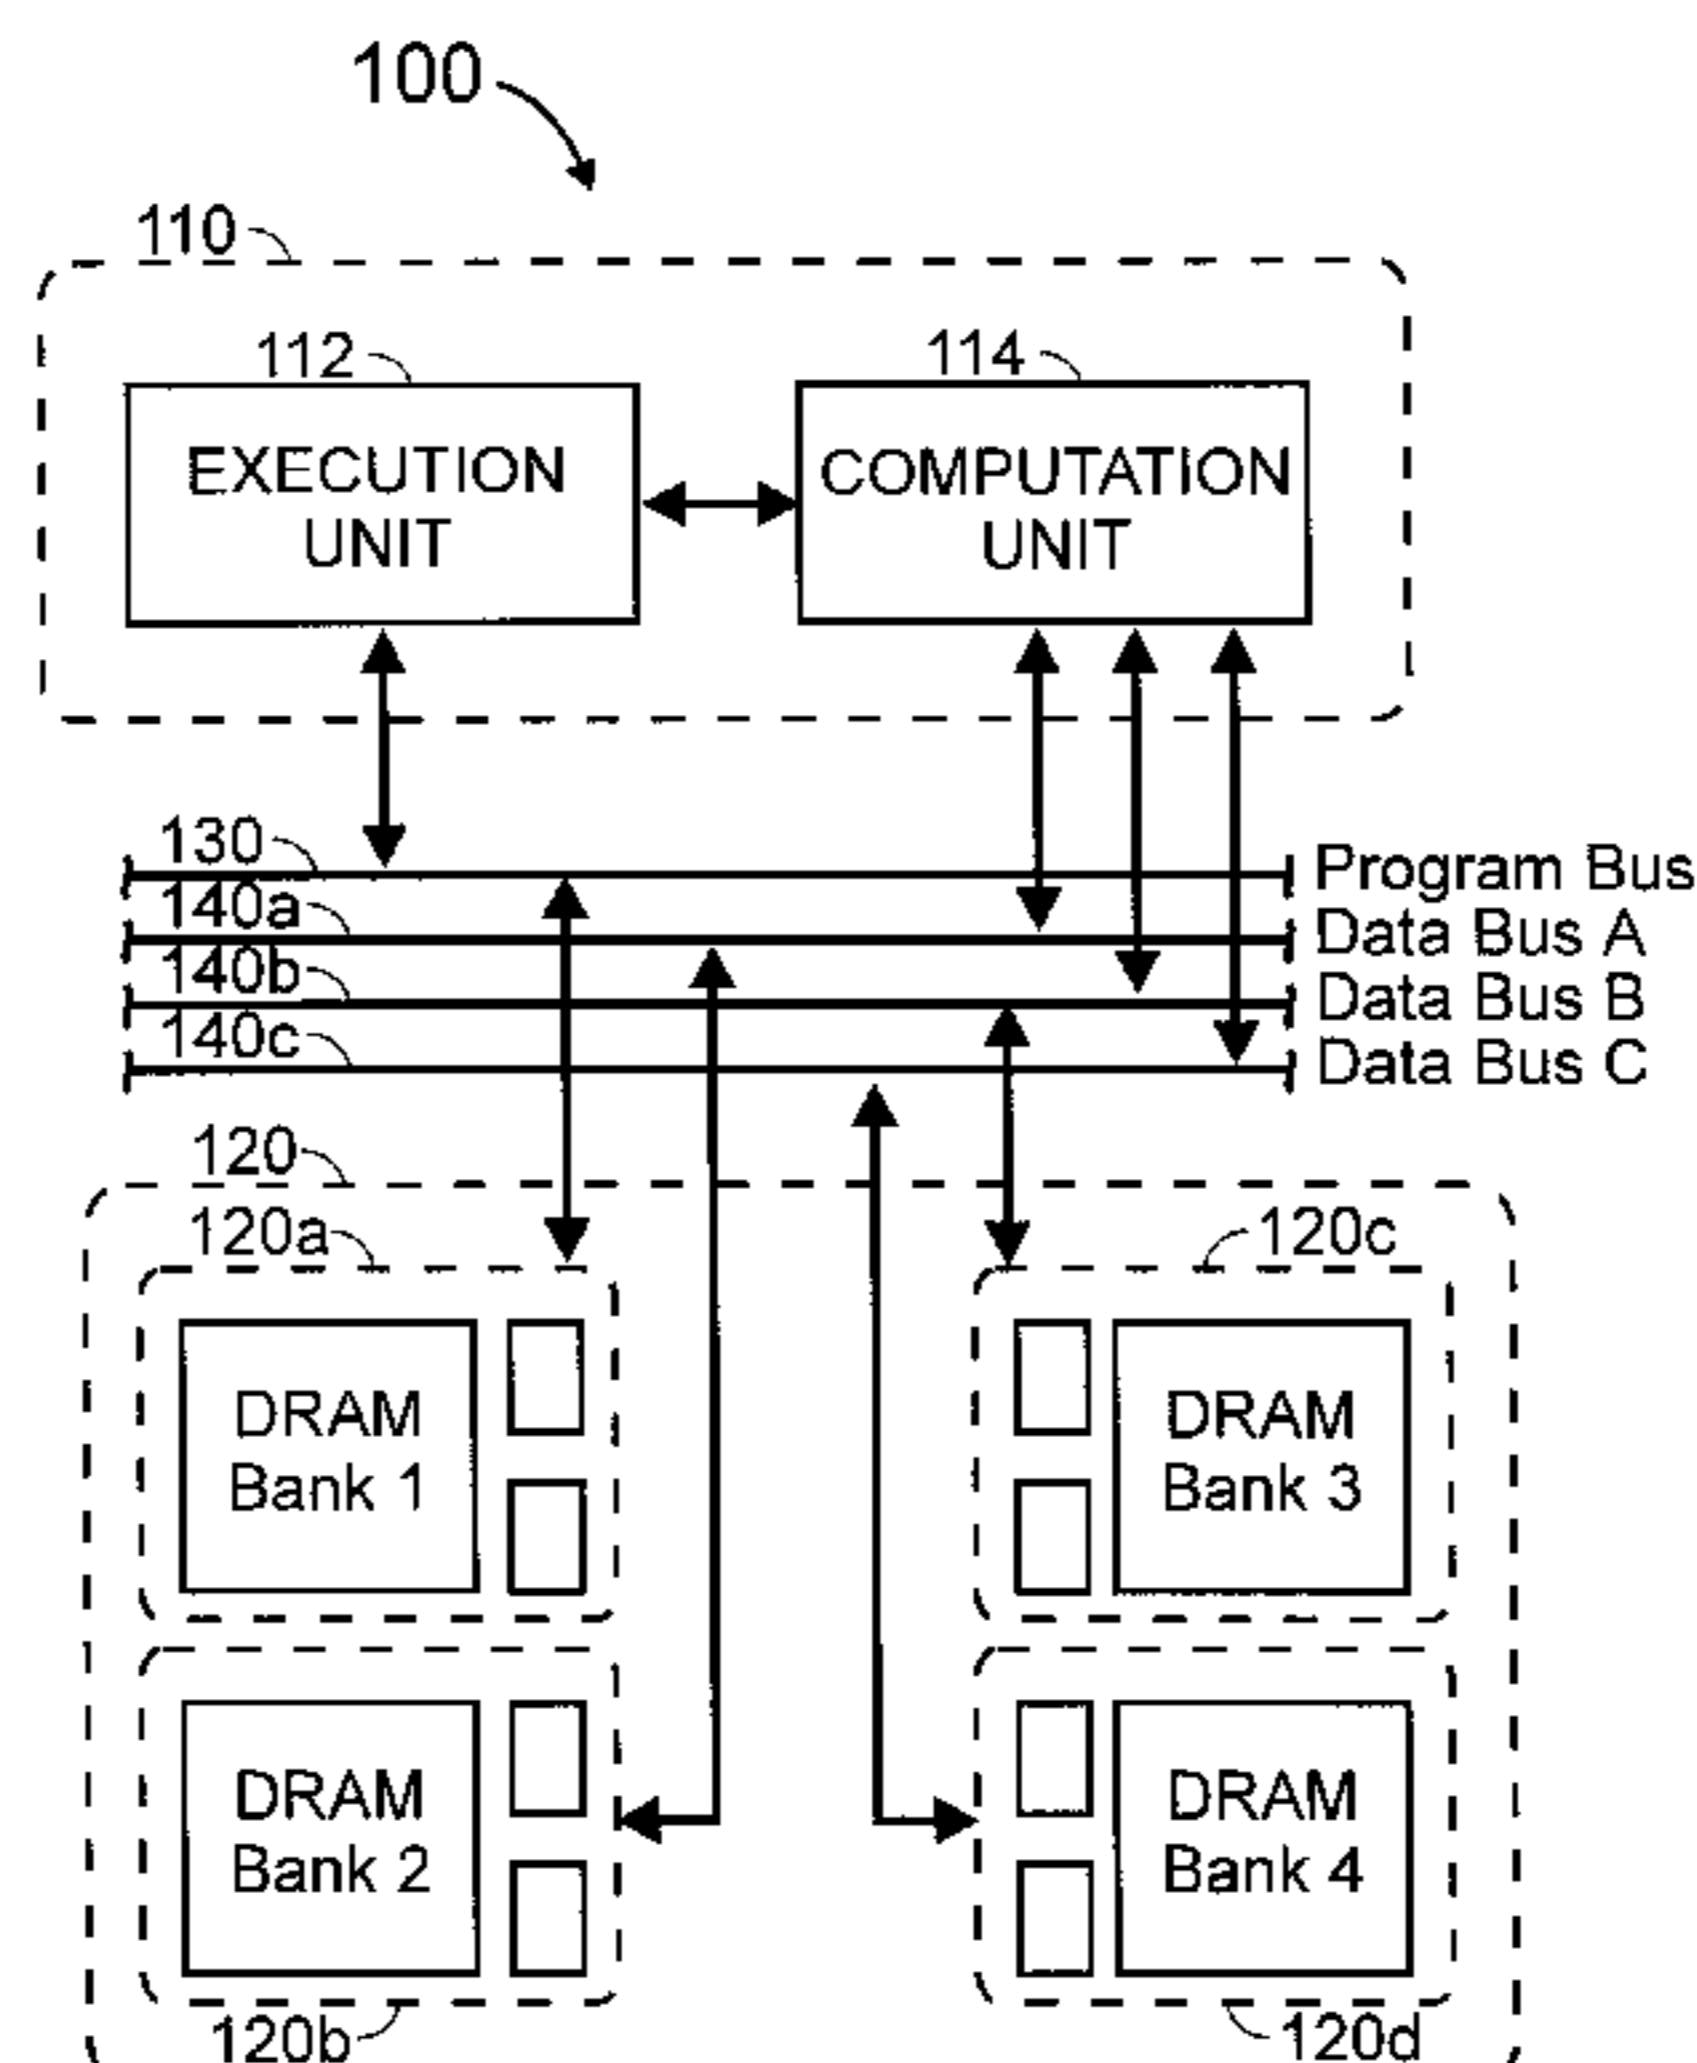 100
110
112
114
EXECUTION
UNIT
COMPUTATION
UNIT
130
Program Bus
140a
Data Bus A
140b
Data Bus B
140c
Data Bus C
120
120a
120c
DRAM
Bank 1
DRAM
Bank 3
DRAM
Bank 2
DRAM
Bank 4
120b
120d